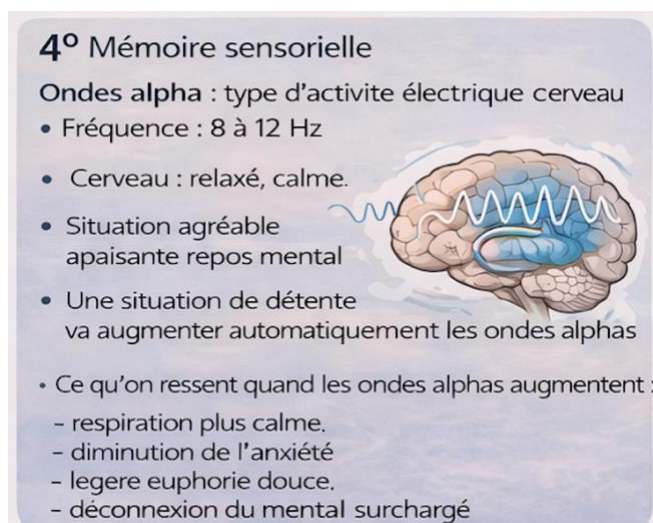 4° Mémoire sensorielle
Ondes alpha : type d'activite électrique cerveau
• Fréquence : 8 à 12 Hz
• Cerveau : relaxé, calme.
• Situation agréable
apaisante repos mental
• Une situation de détente
va augmenter automatiquement les ondes alphas
• Ce qu'on ressent quand les ondes alphas augmentent :
- respiration plus calme.
- diminution de l'anxiété
- legere euphorie douce.
- déconnexion du mental surchargé